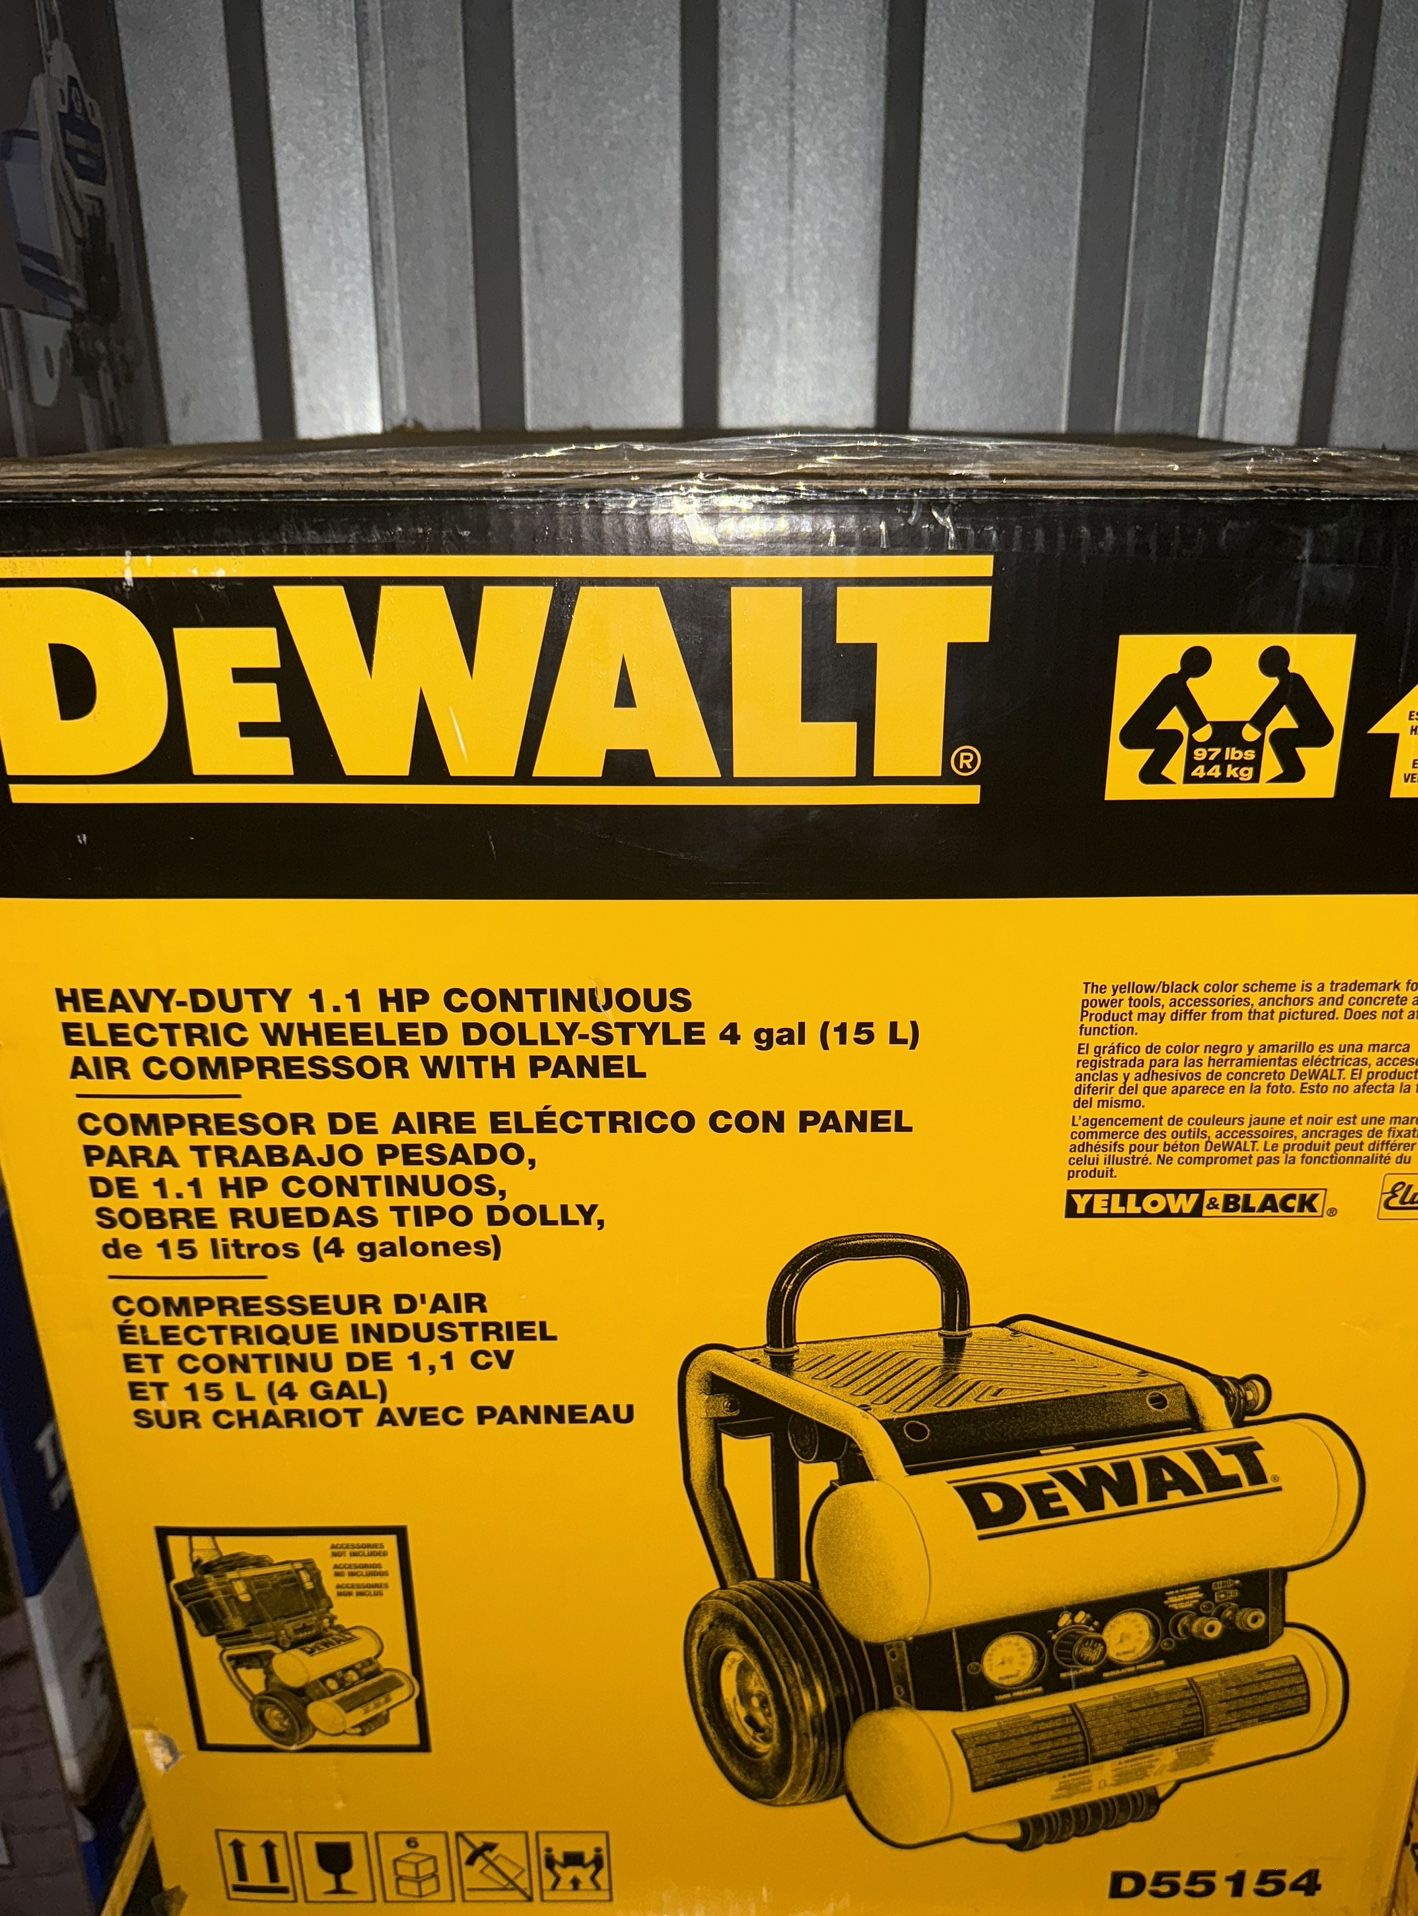 DEWALT®
97 lbs
44 kg
HEAVY-DUTY 1.1 HP CONTINUOUS
ELECTRIC WHEELED DOLLY-STYLE 4 gal (15 L)
AIR COMPRESSOR WITH PANEL
COMPRESOR DE AIRE ELÉCTRICO CON PANEL
PARA TRABAJO PESADO,
DE 1.1 HP CONTINUOS,
SOBRE RUEDAS TIPO DOLLY,
de 15 litros (4 galones)
COMPRESSEUR D'AIR
ÉLECTRIQUE INDUSTRIEL
ET CONTINU DE 1,1 CV
ET 15 L (4 GAL)
SUR CHARIOT AVEC PANNEAU
The yellow/black color scheme is a trademark
power tools, accessories, anchors and concrete
Product may differ from that pictured. Does not
function.
El gráfico de color negro y amarillo es una marca
registrada para las herramientas eléctricas,
anclas y adhesivos de concreto DEWALT. El
diferir del que aparece en la foto. Esto no afecta la
del mismo.
L'agencement de couleurs jaune et noir est une
commerce des outils, accessoires, ancrages de
adhésifs pour béton DEWALT. Le produit peut différer
celui illustré. Ne compromet pas la fonctionnalité du
produit.
YELLOW & BLACK®
ACCESSORIES
NOT INCLUDED
ACCESORIOS
NO INCLUIDOS
ACCESSOIRES
NON INCLUS
DEWALT
DEWALT®
6
D55154